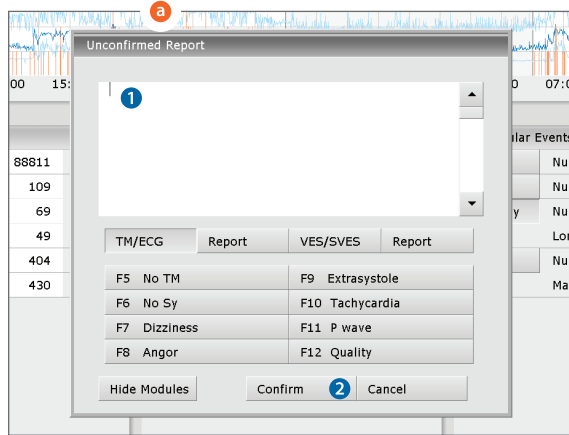 a
Unconfirmed Report
00 15:
0 07:0
1
ular Events
88811
Nu
109
Nu
69
y Nu
49
Lon
404
Nu
430
Ma
TM/ECG Report VES/SVES Report
F5 No TM F9 Extrasystole
F6 No Sy F10 Tachycardia
F7 Dizziness F11 P wave
F8 Angor F12 Quality
Hide Modules Confirm 2 Cancel